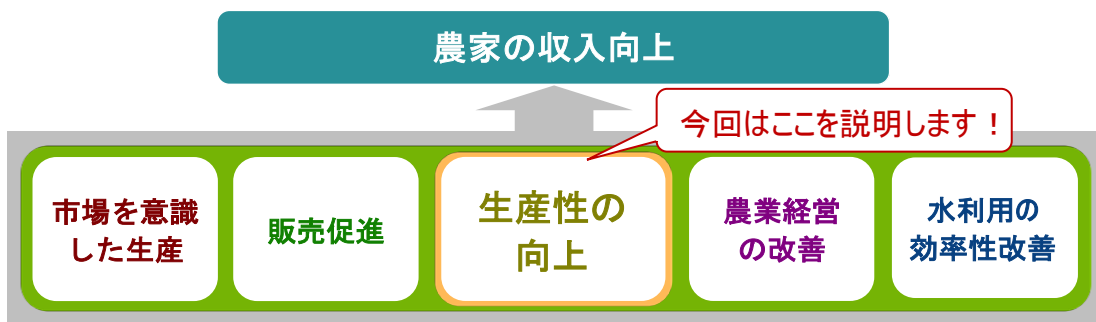 農家の収入向上
今回はここを説明します！
市場を意識
した生産
販売促進
生産性の
向上
農業経営
の改善
水利用の
効率性改善